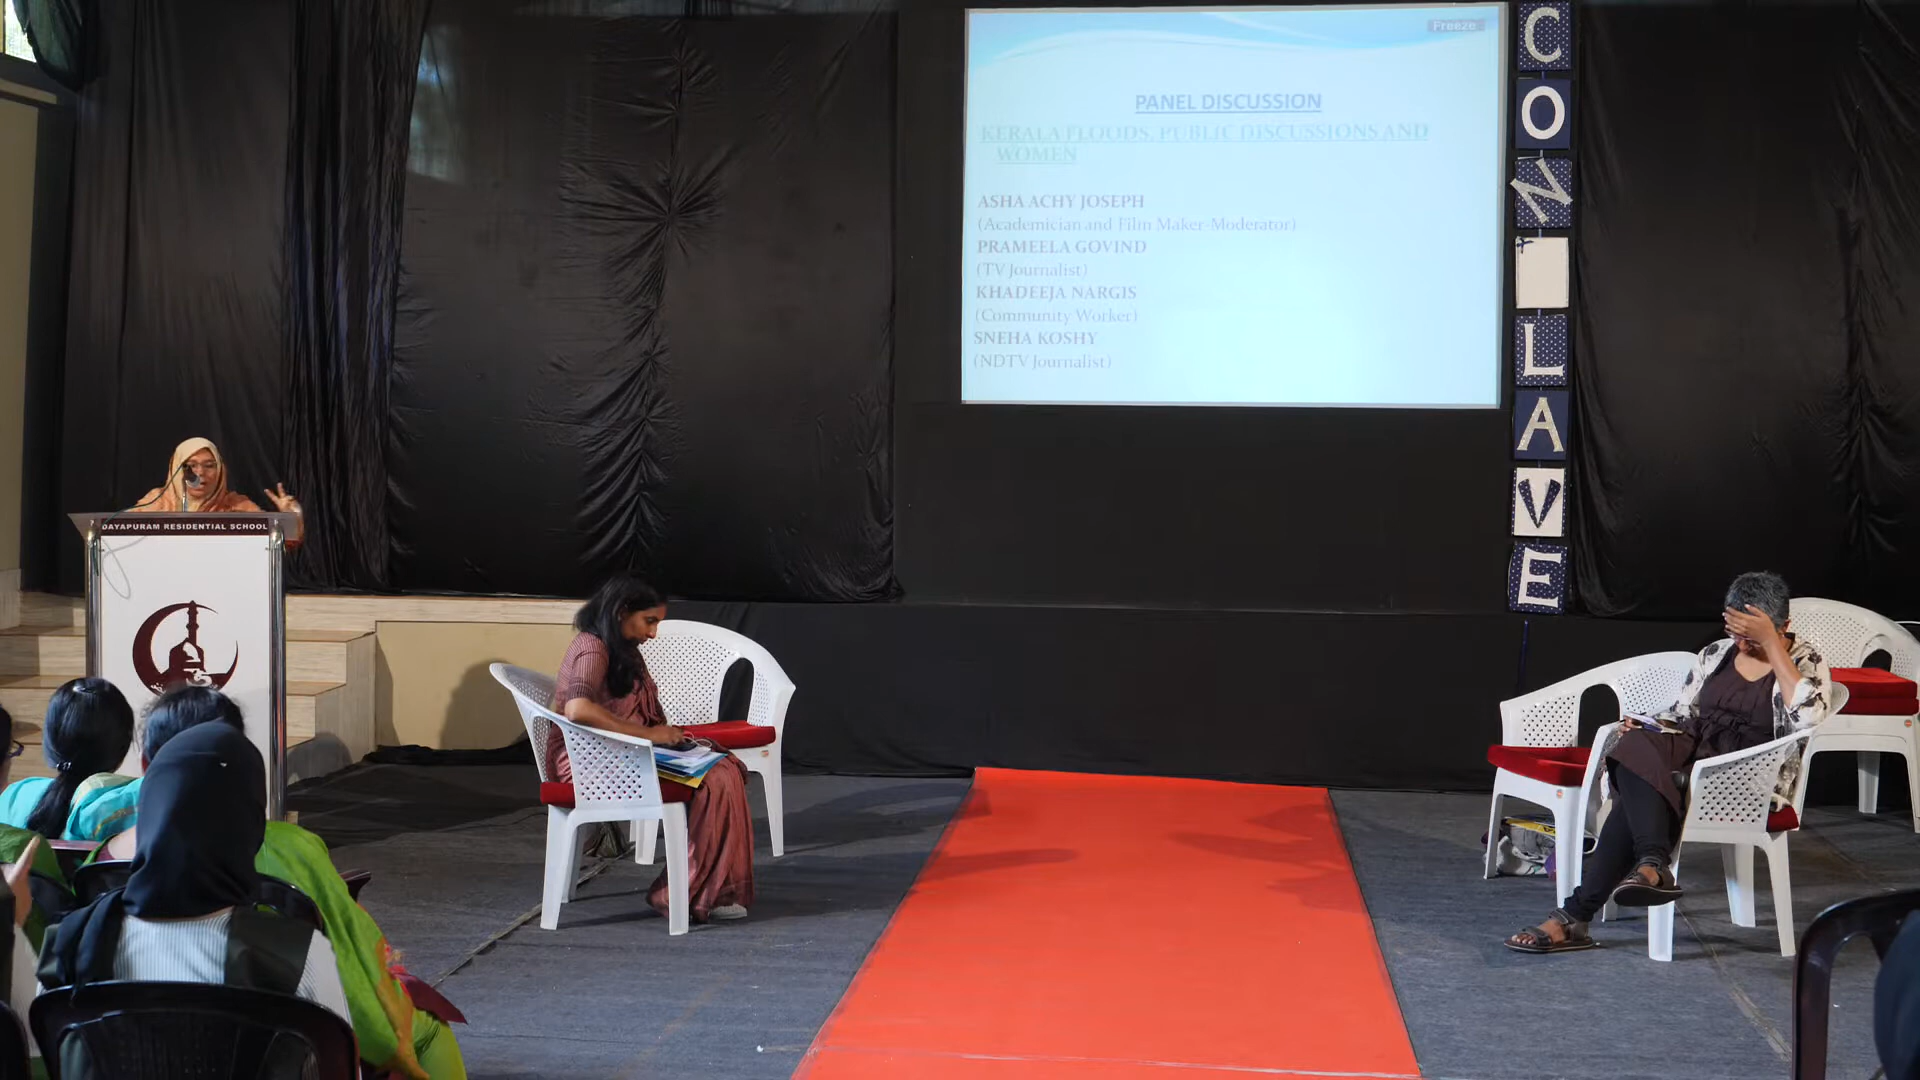 Freeze
PANEL DISCUSSION
KERALA FLOODS, PUBLIC DISCUSSIONS AND
WOMEN
ASHA ACHY JOSEPH
(Academician and Film Maker-Moderator)
PRAMEELA GOVIND
(TV Journalist)
KHADEEJA NARGIS
(Community Worker)
SNEHA KOSHY
(NDTV Journalist)
C
O
N
L
A
V
E
DAYAPURAM RESIDENTIAL SCHOOL